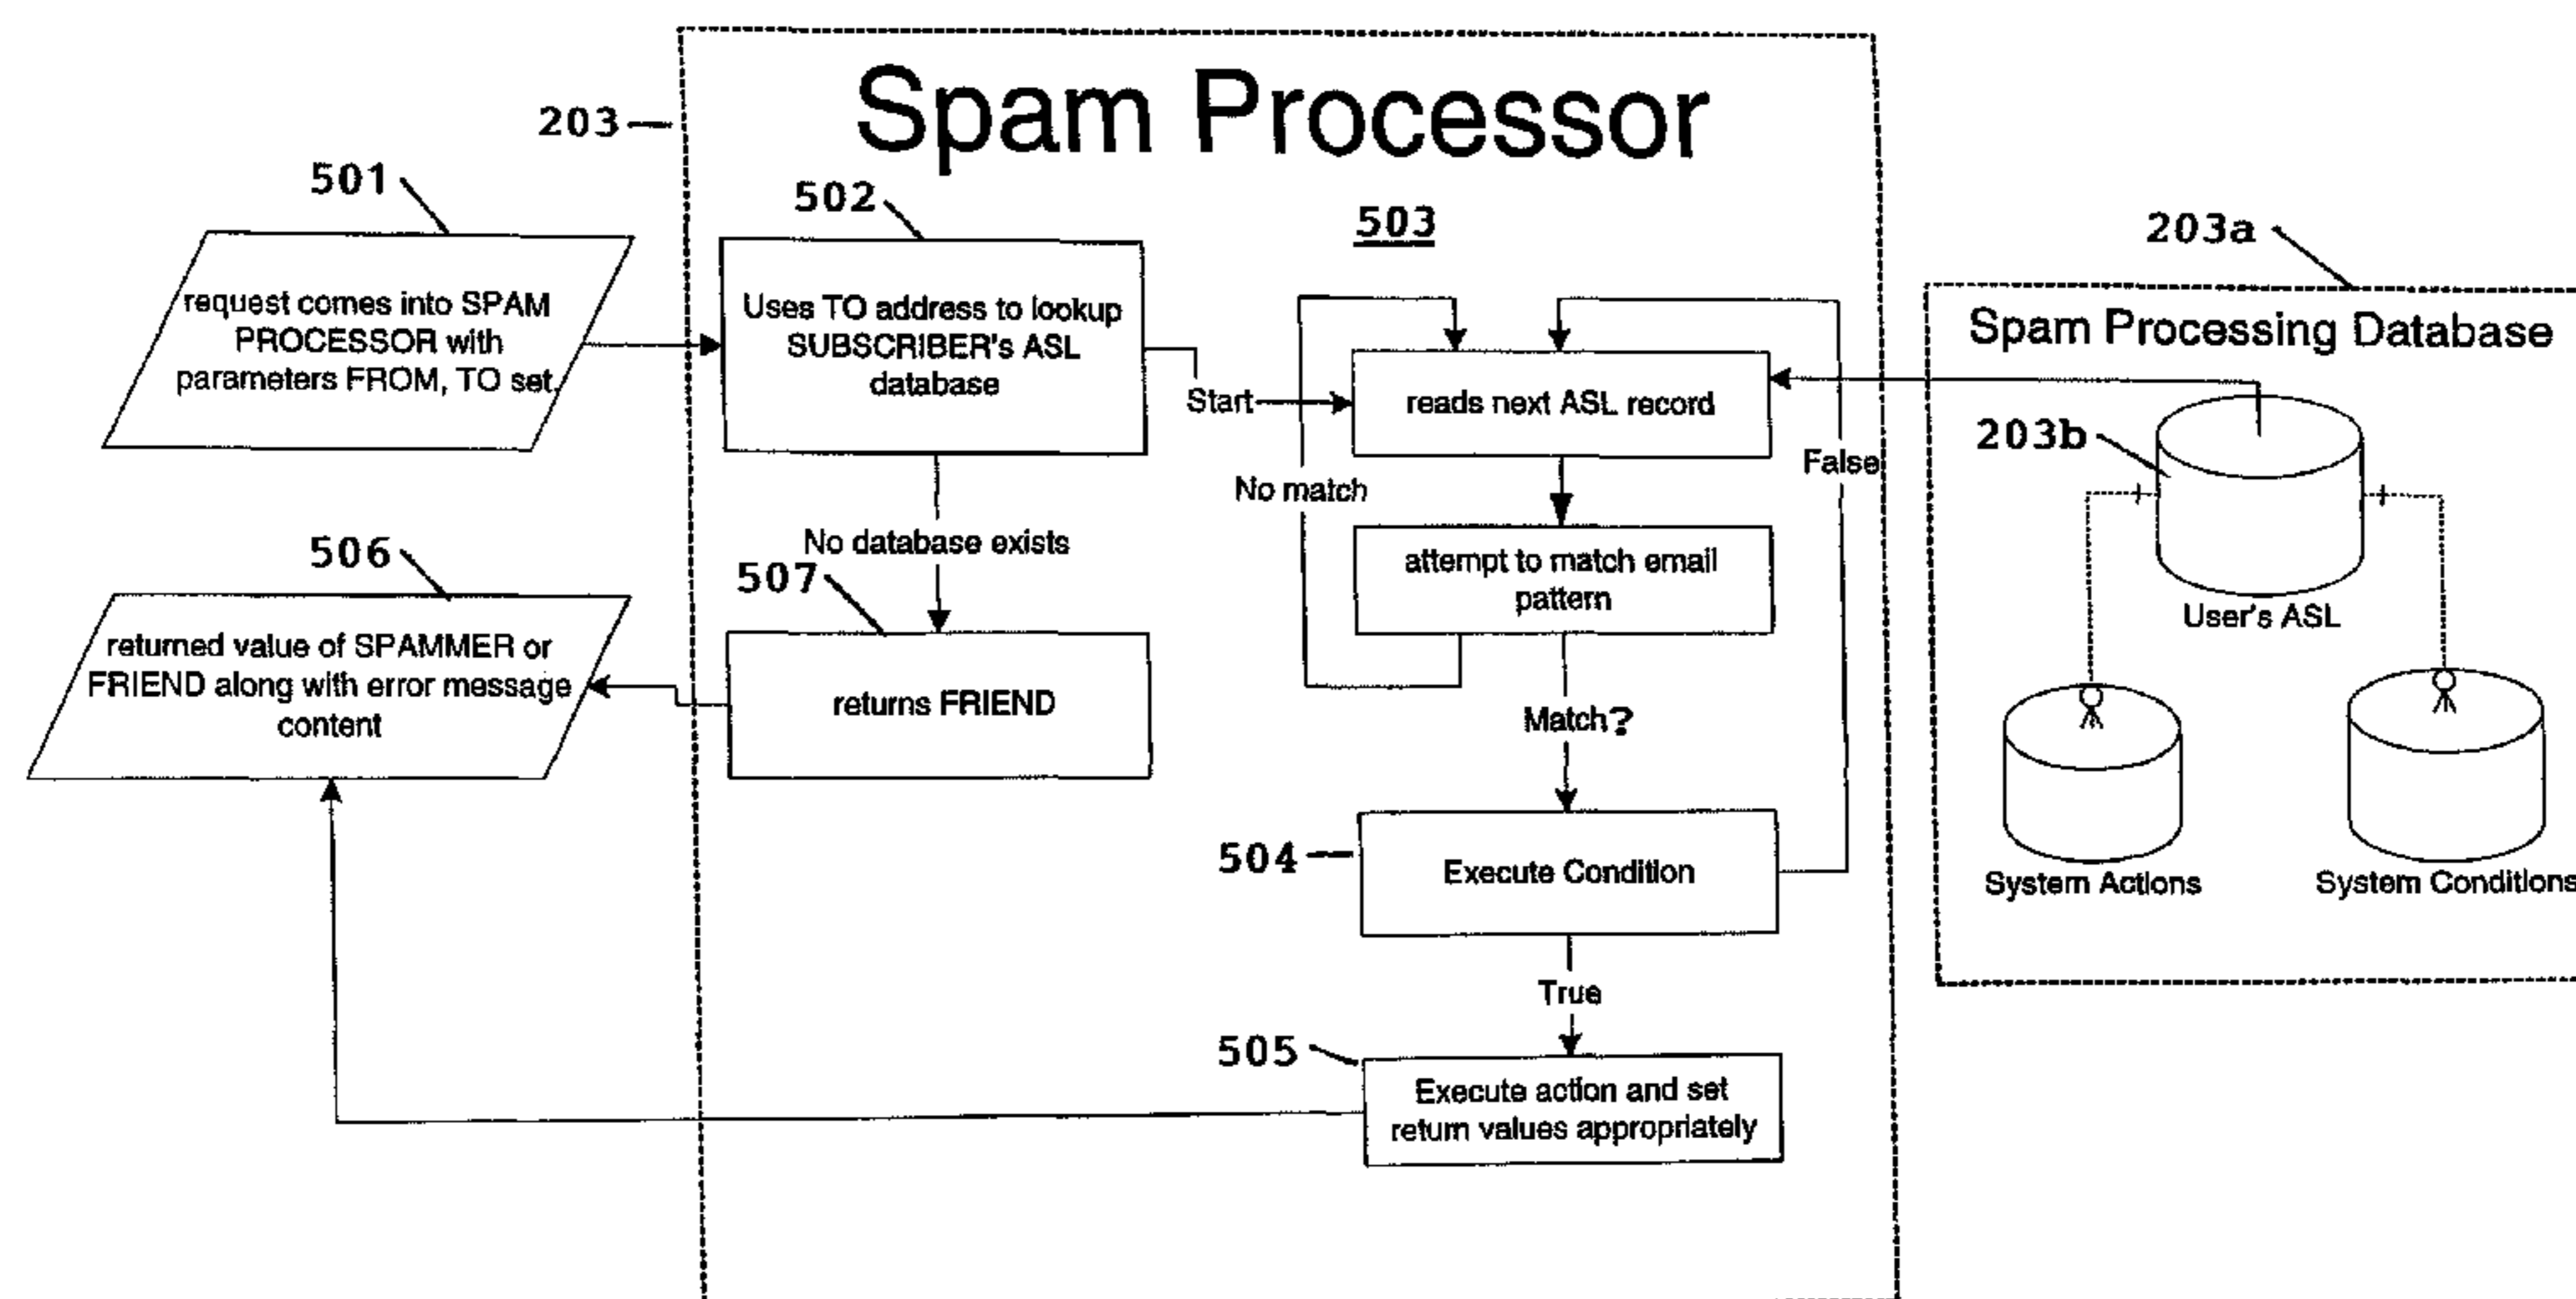 Spam Processor
203
501
502
503
203a
request comes into SPAM
PROCESSOR with
parameters FROM, TO set.
Uses TO address to lookup
SUBSCRIBER's ASL
database
Start
reads next ASL record
No match
False
Spam Processing Database
203b
User's ASL
System Actions
System Conditions
No database exists
attempt to match email
pattern
506
507
returned value of SPAMMER or
FRIEND along with error message
content
returns FRIEND
Match?
504
Execute Condition
True
505
Execute action and set
return values appropriately